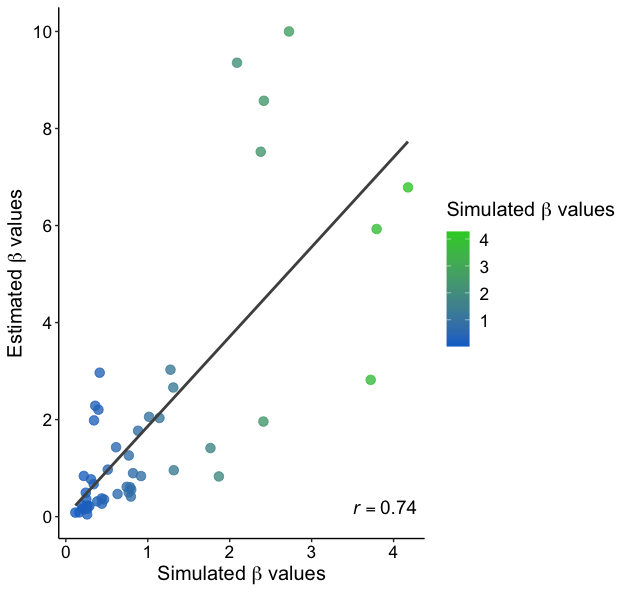 10
8
6
4
2
0
Estimated β values
0 1 2 3 4
Simulated β values
r = 0.74
Simulated β values
4
3
2
1